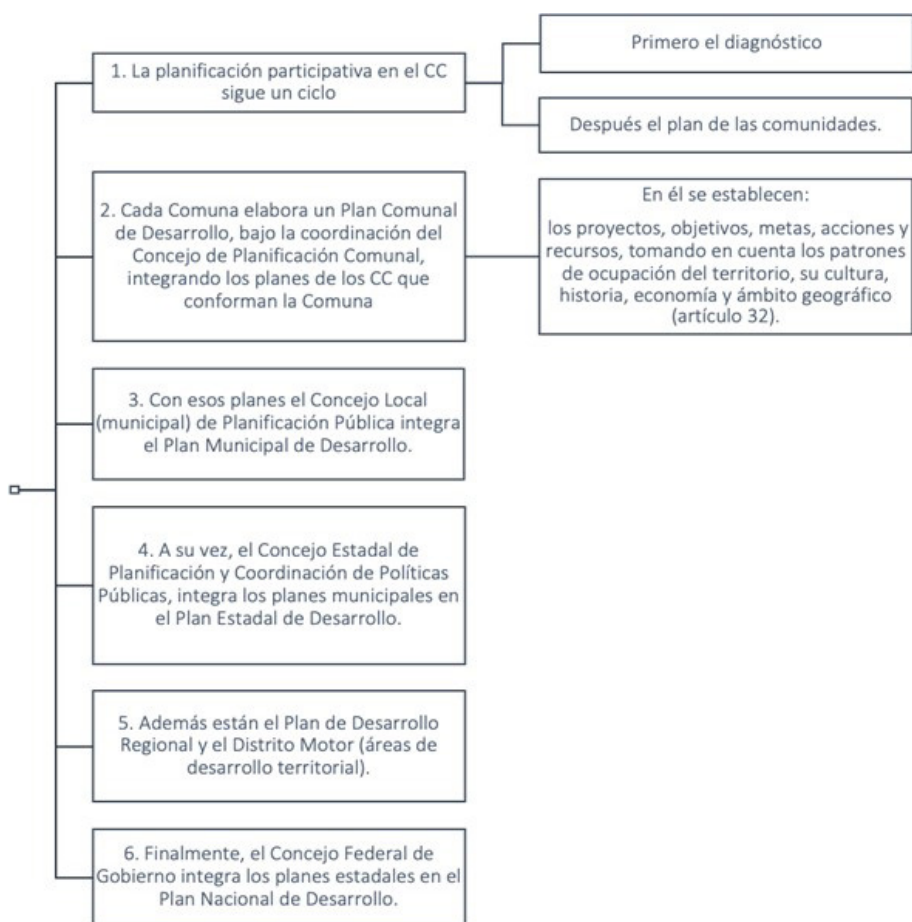 1. La planificación participativa en el CC
sigue un ciclo
Primero el diagnóstico
Después el plan de las comunidades.
2. Cada Comuna elabora un Plan Comunal
de Desarrollo, bajo la coordinación del
Concejo de Planificación Comunal,
integrando los planes de los CC que
conforman la Comuna
En él se establecen:
los proyectos, objetivos, metas, acciones y
recursos, tomando en cuenta los patrones
de ocupación del territorio, su cultura,
historia, economía y ámbito geográfico
(artículo 32).
3. Con esos planes el Concejo Local
(municipal) de Planificación Pública integra
el Plan Municipal de Desarrollo.
4. A su vez, el Concejo Estadal de
Planificación y Coordinación de Políticas
Públicas, integra los planes municipales en
el Plan Estadal de Desarrollo.
5. Además están el Plan de Desarrollo
Regional y el Distrito Motor (áreas de
desarrollo territorial).
6. Finalmente, el Concejo Federal de
Gobierno integra los planes estadales en el
Plan Nacional de Desarrollo.